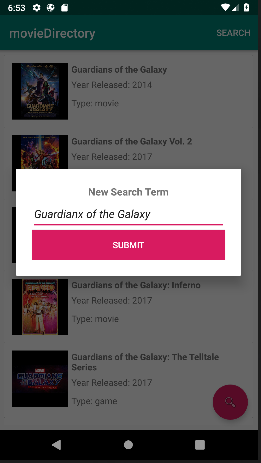 6:53
movieDirectory
SEARCH
Guardians of the Galaxy
Year Released: 2014
Type: movie
Guardians of the Galaxy Vol. 2
Year Released: 2017
New Search Term
Guardianx of the Galaxy
SUBMIT
Guardians of the Galaxy: Inferno
Year Released: 2017
Type: movie
Guardians of the Galaxy: The Telltale
Series
Year Released: 2017
Type: game